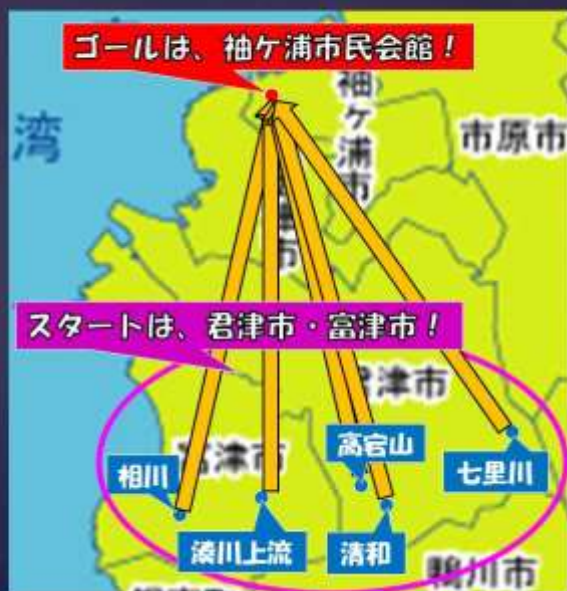 ゴールは、袖ケ浦市民会館！
湾
袖ヶ浦市
市原市
スタートは、君津市・富津市！
君津市
富津市
高宕山
相川
七里川
湊川上流
清和
鴨川市